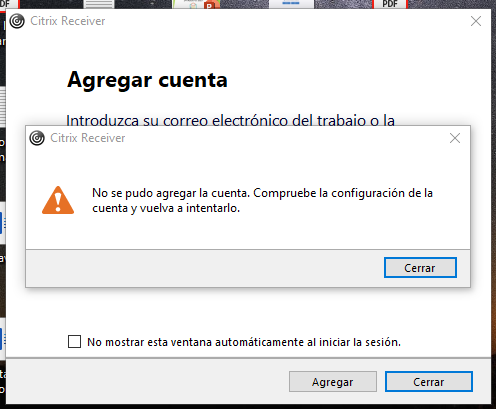 PDF
PDF
Citrix Receiver
Agregar cuenta
Introduzca su correo electrónico del trabajo o la
Citrix Receiver
No se pudo agregar la cuenta. Compruebe la configuración de la
cuenta y vuelva a intentarlo.
Cerrar
No mostrar esta ventana automáticamente al iniciar la sesión.
Agregar
Cerrar